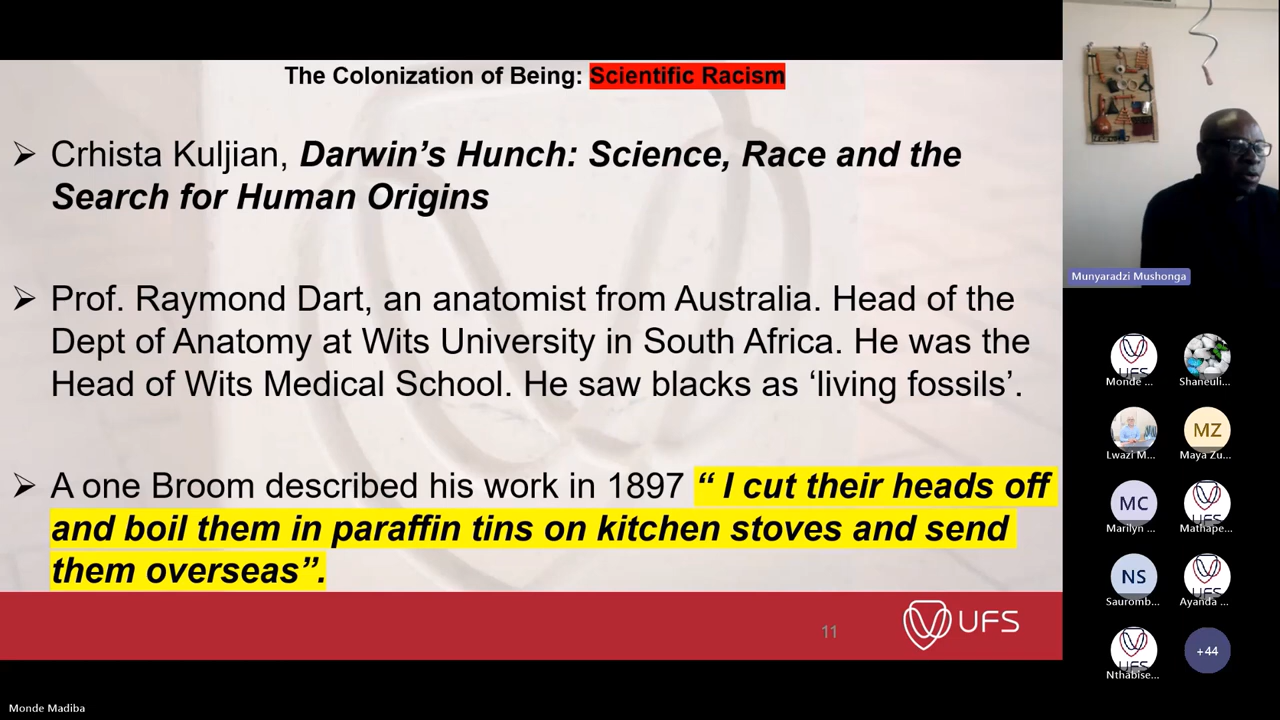 The Colonization of Being: Scientific Racism
➢ Crhista Kuljian, Darwin’s Hunch: Science, Race and the
Search for Human Origins
➢ Prof. Raymond Dart, an anatomist from Australia. Head of the
Dept of Anatomy at Wits University in South Africa. He was the
Head of Wits Medical School. He saw blacks as ‘living fossils’.
➢ A one Broom described his work in 1897 “ I cut their heads off
and boil them in paraffin tins on kitchen stoves and send
them overseas”.
11
UFS
Munyaradzi Mushonga
UFS
Monde ...
Shaneuli...
Lwazi M...
MZ
Maya Zu...
MC
Marilyn ...
UFS
Mathape...
NS
Sauromb...
UFS
Ayanda ...
UFS
Nthabise...
+44
Monde Madiba